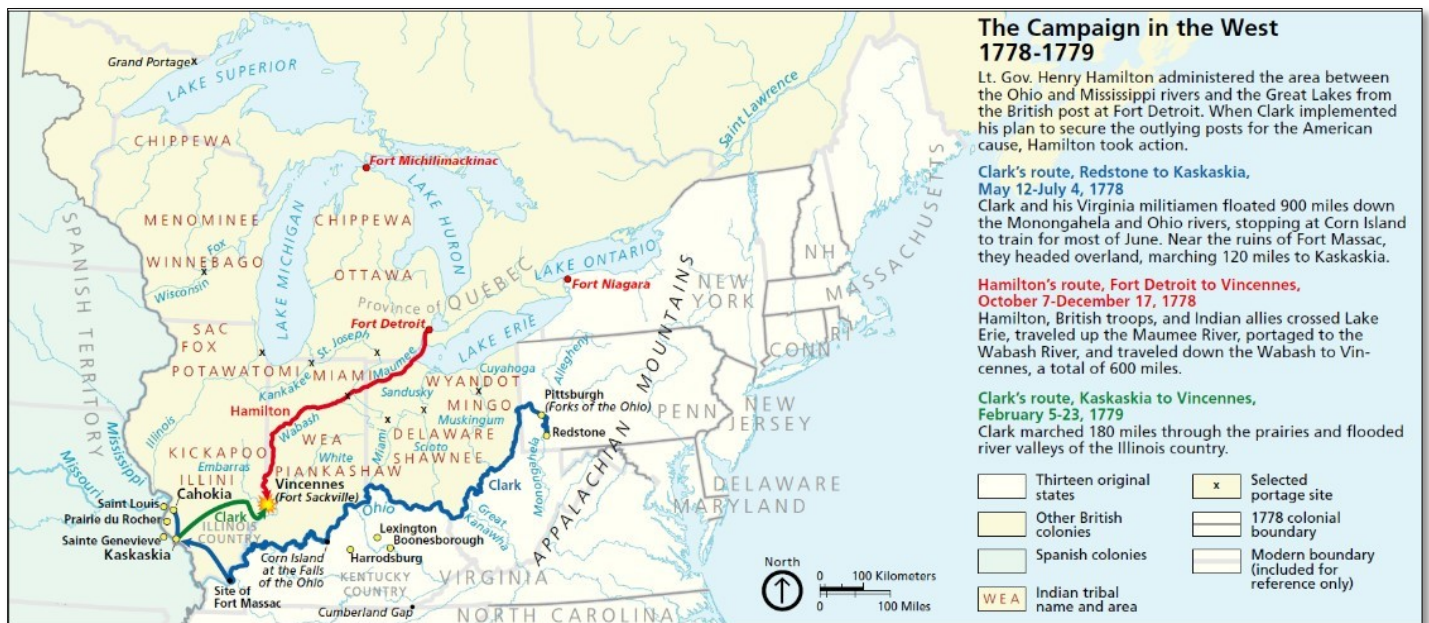 The Campaign in the West
1778-1779
Lt. Gov. Henry Hamilton administered the area between
the Ohio and Mississippi rivers and the Great Lakes from
the British post at Fort Detroit. When Clark implemented
his plan to secure the outlying posts for the American
cause, Hamilton took action.
Clark's route, Redstone to Kaskaskia,
May 12-July 4, 1778
Clark and his Virginia militiamen floated 900 miles down
the Monongahela and Ohio rivers, stopping at Corn Island
to train for most of June. Near the ruins of Fort Massac,
they headed overland, marching 120 miles to Kaskaskia.
Hamilton's route, Fort Detroit to Vincennes,
October 7-December 17, 1778
Hamilton, British troops, and Indian allies crossed Lake
Erie, traveled up the Maumee River, portaged to the
Wabash River, and traveled down the Wabash to Vin-
cennes, a total of 600 miles.
Clark's route, Kaskaskia to Vincennes,
February 5-23, 1779
Clark marched 180 miles through the prairies and flooded
river valleys of the Illinois country.
Thirteen original
states
Other British
colonies
Spanish colonies
WEA
Indian tribal
name and area
x
Selected
portage site
1778 colonial
boundary
Modern boundary
(included for
reference only)
North
0 100 Kilometers
0 100 Miles
Grand Portage
LAKE SUPERIOR
CHIPPEWA
Fort Michilimackinac
LAKE HURON
LAKE MICHIGAN
MENOMINEE
CHIPPEWA
Fox
WINNEBAGO
Wisconsin
OTTAWA
Province of QUÉBEC
Saint Lawrence
LAKE ONTARIO
Fort Niagara
Fort Detroit
LAKE ERIE
SPANISH TERRITORY
SAC
FOX
St. Joseph
POTAWATOMI
MIAMI
Maumee
Kankakee
WYANDOT
Cuyahoga
Allegheny
Sandusky
MINGO
Pittsburgh
(Forks of the Ohio)
Redstone
Hamilton
Wabash
Illinois
Muskingum
DELAWARE
Scioto
SHAWNEE
WEA
White
Miami
KICKAPOO
Embarras
ILLINI
PIANKASHAW
Vincennes
(Fort Sackville)
Mississippi
Missouri
Cahokia
Saint Louis
Prairie du Rocher
Sainte Genevieve
Kaskaskia
Clark
ILLINOIS
COUNTRY
Clark
Monongahela
Great
Kanawha
Ohio
Lexington
Boonesborough
Harrodsburg
Corn Island
at the Falls
of the Ohio
Site of
Fort Massac
KENTUCKY
COUNTRY
Cumberland Gap
VIRGINIA
NORTH CAROLINA
APPALACHIAN MOUNTAINS
NEW
YORK
NH
MASSACHUSETTS
CONN
RI
PENN
NEW
JERSEY
DELAWARE
MARYLAND